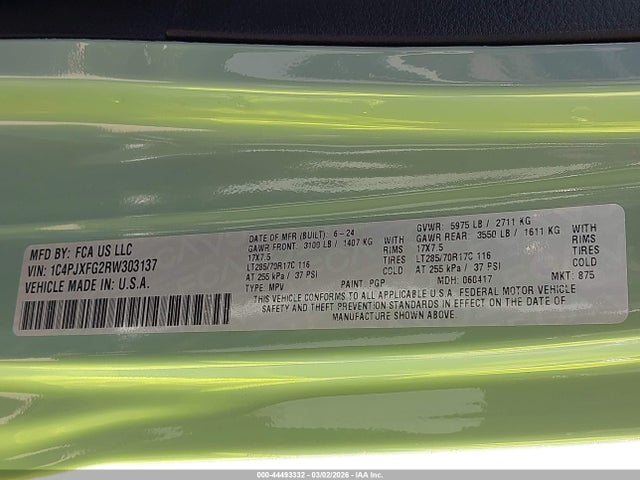 MFD BY: FCA US LLC
VIN: 1C4PJXFG2RW303137
VEHICLE MADE IN U.S.A.
DATE OF MFR (BUILT): 6-24
GAWR FRONT: 3100 LB / 1407 KG
17X7.5
LT285/70R17C 116
AT 255 KPA / 37 PSI
TYPE: MPV
WITH
RIMS
TIRES
COLD
PAINT: PGP
GVWR: 5975 LB / 2711 KG
GAWR REAR: 3550 LB / 1611 KG
17X7.5
LT285/70R17C 116
AT 255 KPA / 37 PSI
MDH: 060417
WITH
RIMS
TIRES
COLD
MKT: 875
THIS VEHICLE CONFORMS TO ALL APPLICABLE U.S.A. FEDERAL MOTOR VEHICLE
SAFETY AND THEFT PREVENTION STANDARDS IN EFFECT ON THE DATE OF
MANUFACTURE SHOWN ABOVE.
000-44493332 - 03/02/2026 - IAA Inc.